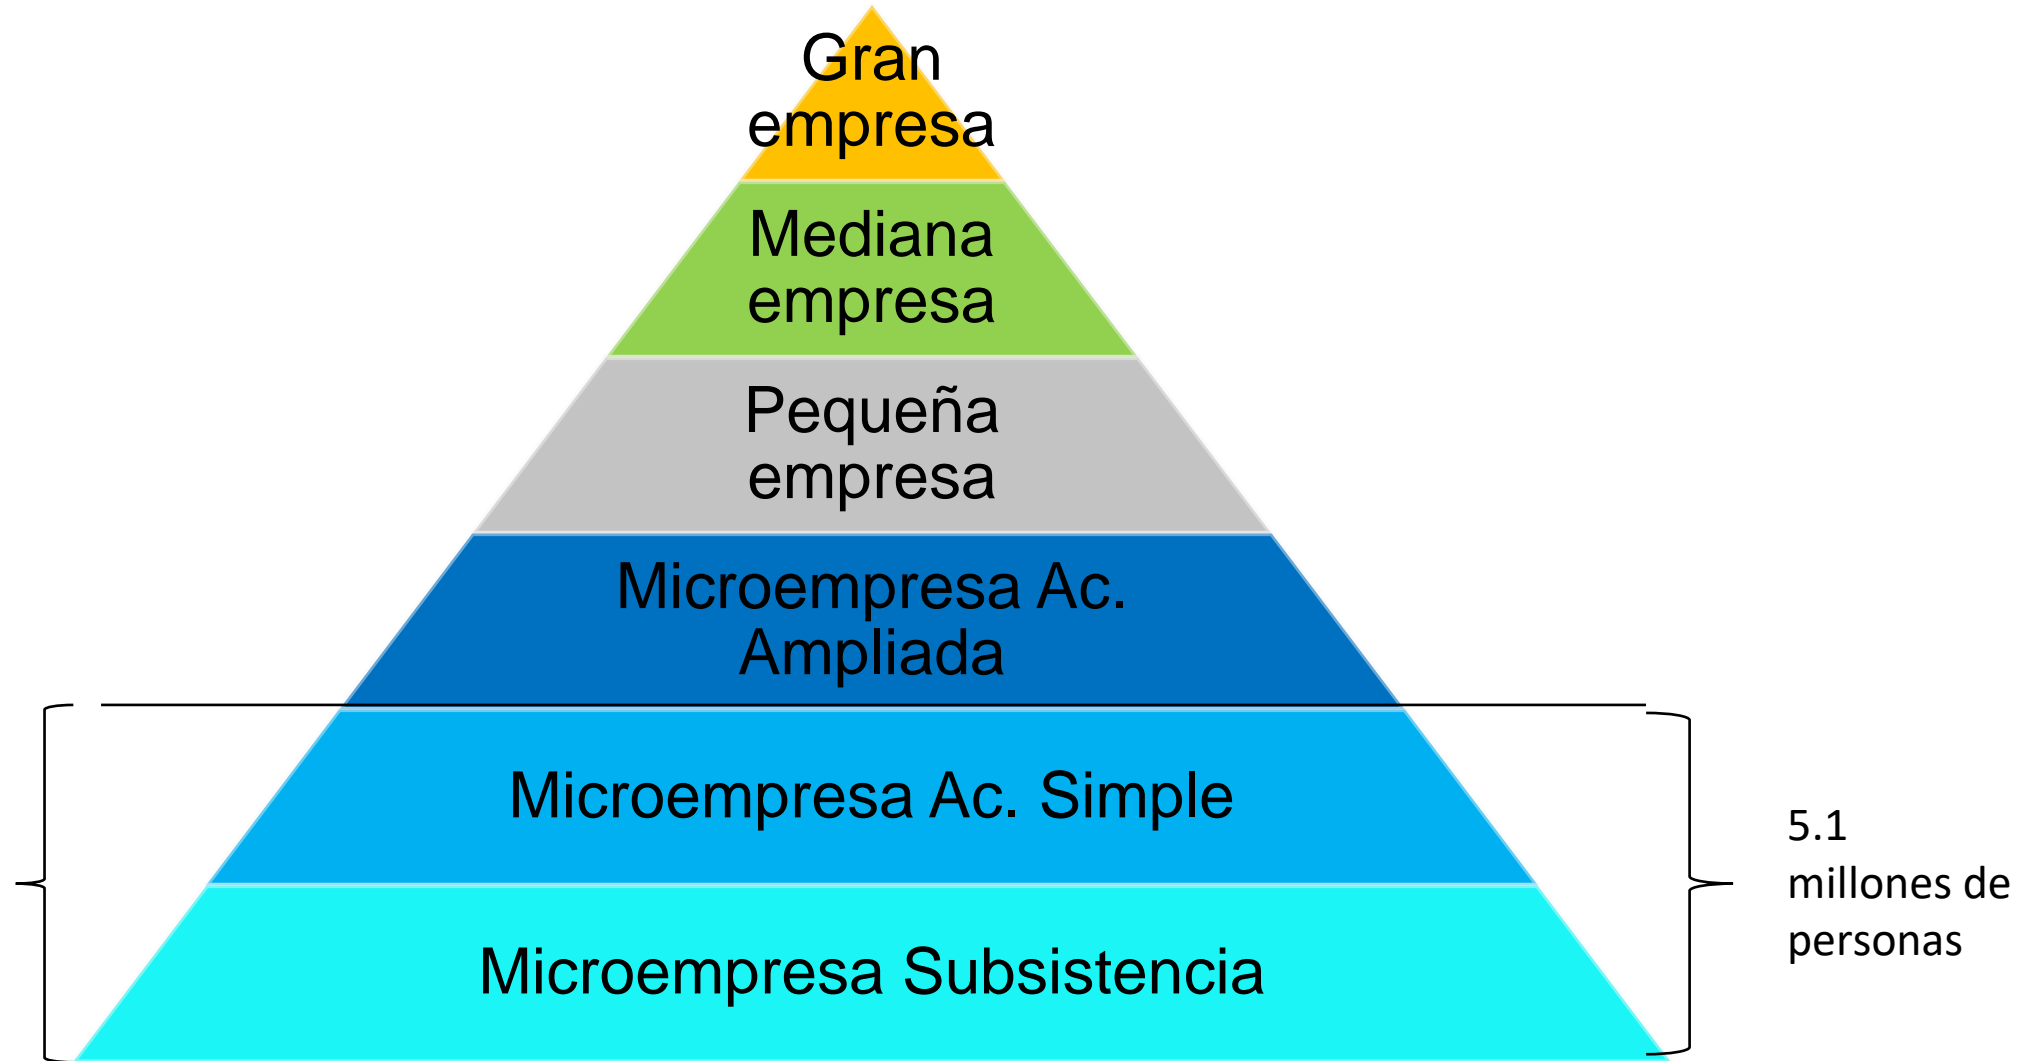 Gran
empresa
Mediana
empresa
Pequeña
empresa
Microempresa Ac.
Ampliada
Microempresa Ac. Simple
Microempresa Subsistencia
5.1
millones de
personas